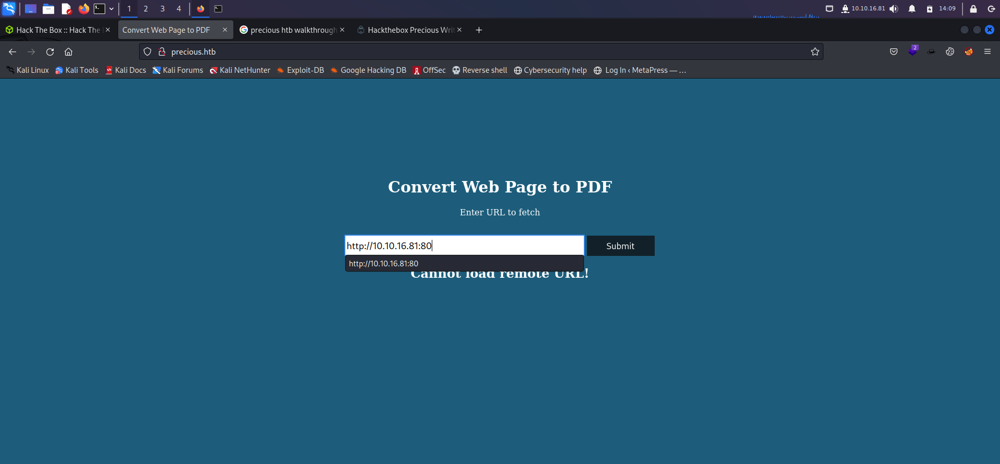 1 2 3 4 10.10.16.81 14:09
Hack The Box :: Hack The Convert Web Page to PDF precious htb walkthrough Hackthebox Precious Writ
precious.htb 2
Kali Linux Kali Tools Kali Docs Kali Forums Kali NetHunter Exploit-DB Google Hacking DB OffSec Reverse shell Cybersecurity help Log In ‹ MetaPress — …
Convert Web Page to PDF
Enter URL to fetch
http://10.10.16.81:80 Submit
http://10.10.16.81:80
Cannot load remote URL!